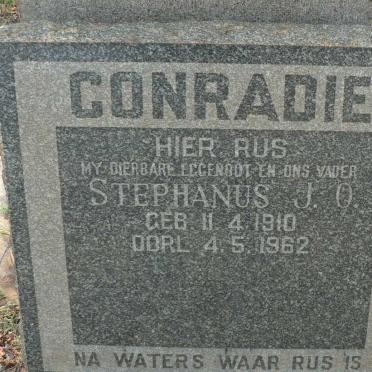 CONRADIE
HIER RUS
MY DIERBARE EGGENOOT EN ONS VADER
STEPHANUS J. O.
GEB 11.4.1910
OORL 4.5.1962
NA WATERS WAAR RUS IS